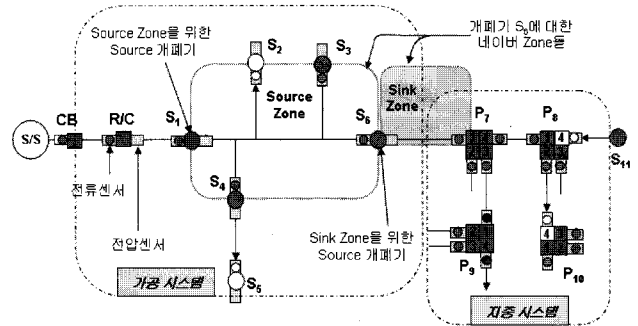 Source Zone을 위한
Source 개폐기
S2
S3
개폐기 S6에 대한
네이버 Zone들
Source
Zone
Sink
Zone
CB
R/C
S1
S6
P7
P8
S/S
4
S11
전류센서
전압센서
S4
S5
Sink Zone을 위한
Source 개폐기
P9
4
P10
가공 시스템
지중 시스템